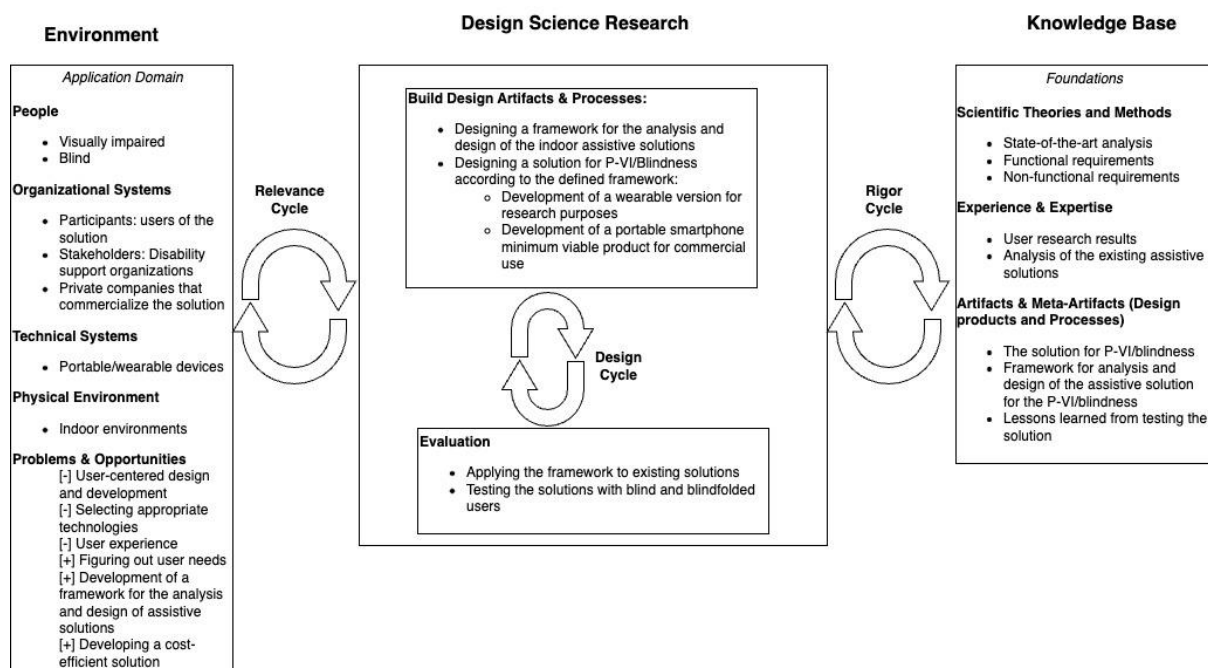 Environment
Application Domain
People
• Visually impaired
• Blind
Organizational Systems
• Participants: users of the
solution
• Stakeholders: Disability
support organizations
• Private companies that
commercialize the solution
Technical Systems
• Portable/wearable devices
Physical Environment
• Indoor environments
Problems & Opportunities
[-] User-centered design
and development
[-] Selecting appropriate
technologies
[-] User experience
[+] Figuring out user needs
[+] Development of a
framework for the analysis
and design of assistive
solutions
[+] Developing a cost-
efficient solution
Relevance
Cycle
Design Science Research
Build Design Artifacts & Processes:
• Designing a framework for the analysis and
design of the indoor assistive solutions
• Designing a solution for P-VI/Blindness
according to the defined framework:
○ Development of a wearable version for
research purposes
○ Development of a portable smartphone
minimum viable product for commercial
use
Design
Cycle
Evaluation
• Applying the framework to existing solutions
• Testing the solutions with blind and blindfolded
users
Rigor
Cycle
Knowledge Base
Foundations
Scientific Theories and Methods
• State-of-the-art analysis
• Functional requirements
• Non-functional requirements
Experience & Expertise
• User research results
• Analysis of the existing assistive
solutions
Artifacts & Meta-Artifacts (Design
products and Processes)
• The solution for P-VI/blindness
• Framework for analysis and
design of the assistive solution
for the P-VI/blindness
• Lessons learned from testing the
solution